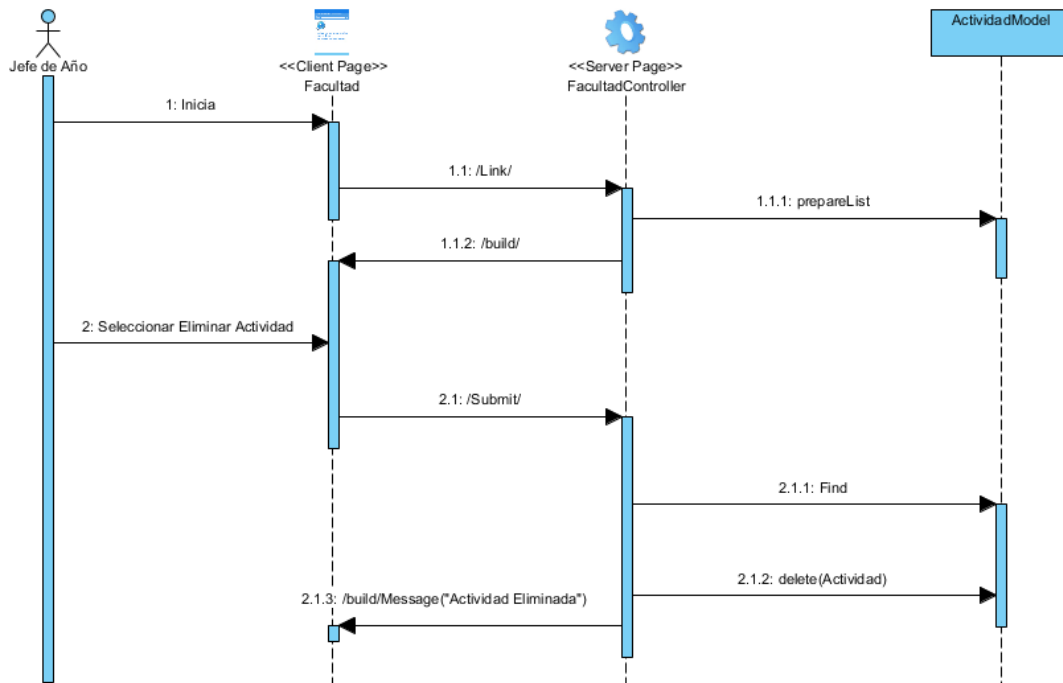 ActividadModel
Jefe de Año
<<Client Page>>
Facultad
<<Server Page>>
FacultadController
1: Inicia
1.1: /Link/
1.1.1: prepareList
1.1.2: /build/
2: Seleccionar Eliminar Actividad
2.1: /Submit/
2.1.1: Find
2.1.2: delete(Actividad)
2.1.3: /build/Message("Actividad Eliminada")